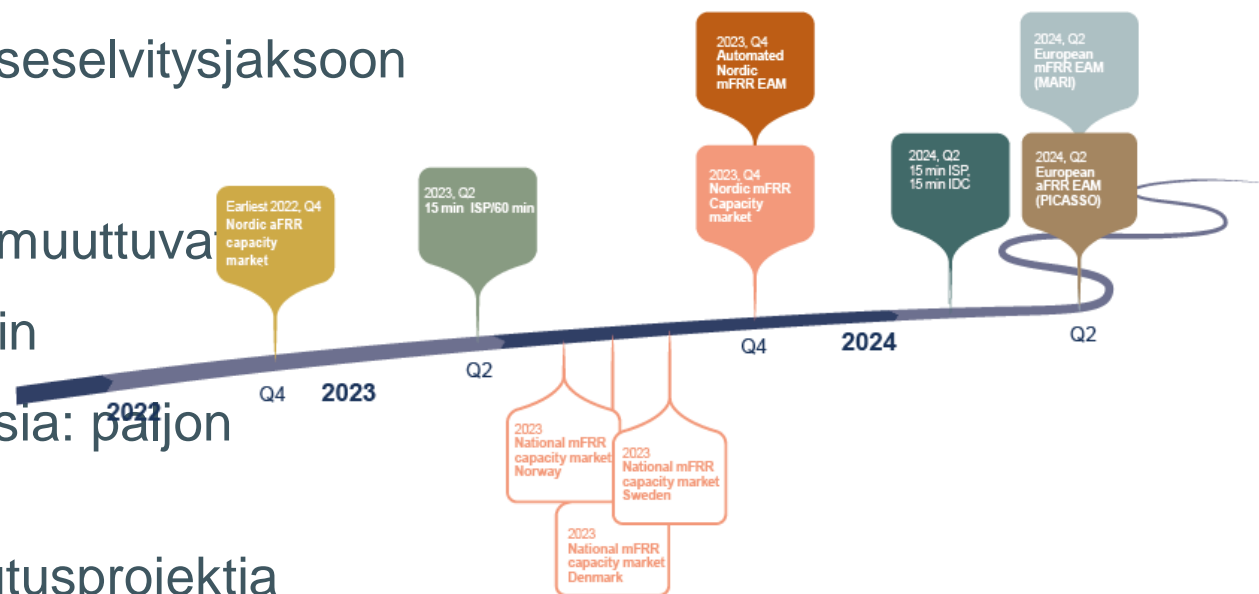 seselvitysjaksoon
muuttuvat
in
sia: paljon
utusprojektia
Earliest 2022, Q4
Nordic aFRR
capacity
market
2023, Q2
15 min ISP/60 min
2023, Q4
Automated
Nordic
mFRR EAM
2023, Q4
Nordic mFRR
Capacity
market
2024, Q2
15 min ISP,
15 min IDC
2024, Q2
European
mFRR EAM
(MARI)
2024, Q2
European
aFRR EAM
(PICASSO)
2022
Q4
2023
Q2
Q4
2024
Q2
2023
National mFRR
capacity market
Norway
2023
National mFRR
capacity market
Sweden
2023
National mFRR
capacity market
Denmark